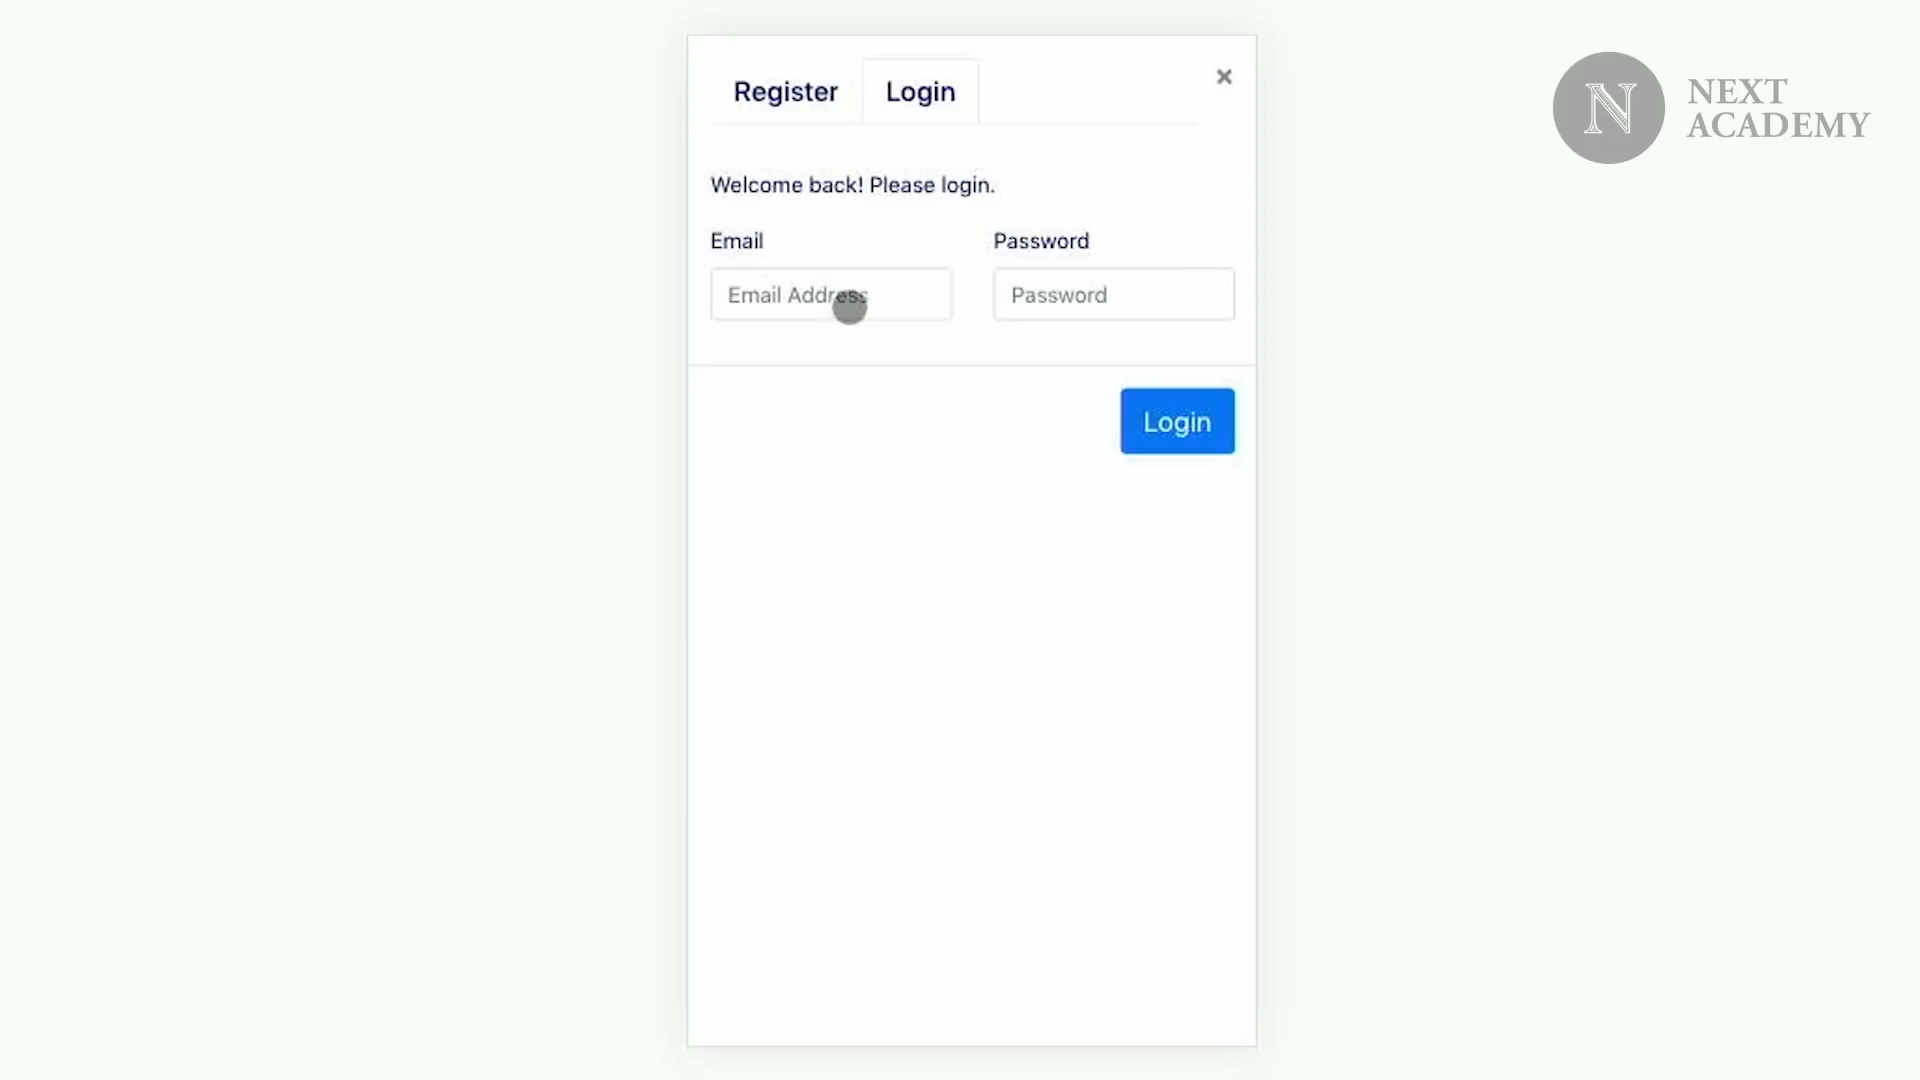 Register
Login
×
N
NEXT
ACADEMY
Welcome back! Please login.
Email
Password
Email Address
Password
Login